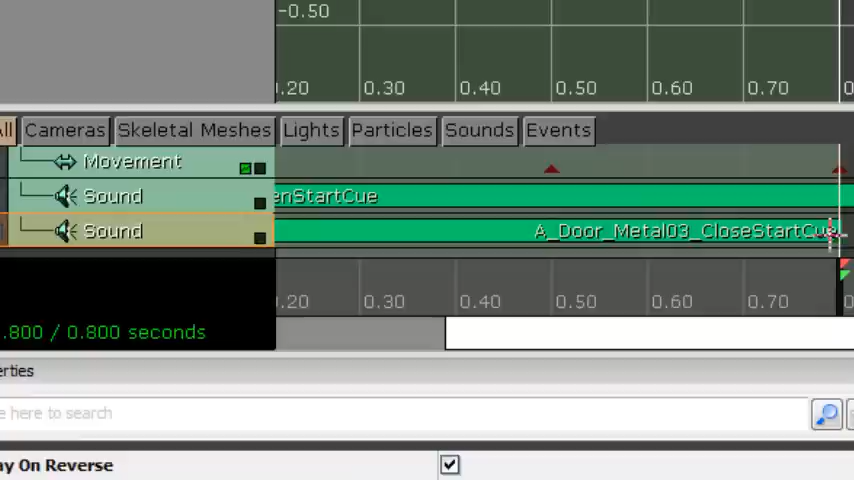 -0.50
.20 0.30 0.40 0.50 0.60 0.70 0
All Cameras Skeletal Meshes Lights Particles Sounds Events
Movement
Sound enStartCue
Sound A_Door_Metal03_CloseStartCue
.20 0.30 0.40 0.50 0.60 0.70
.800 / 0.800 seconds
erties
e here to search
ay On Reverse